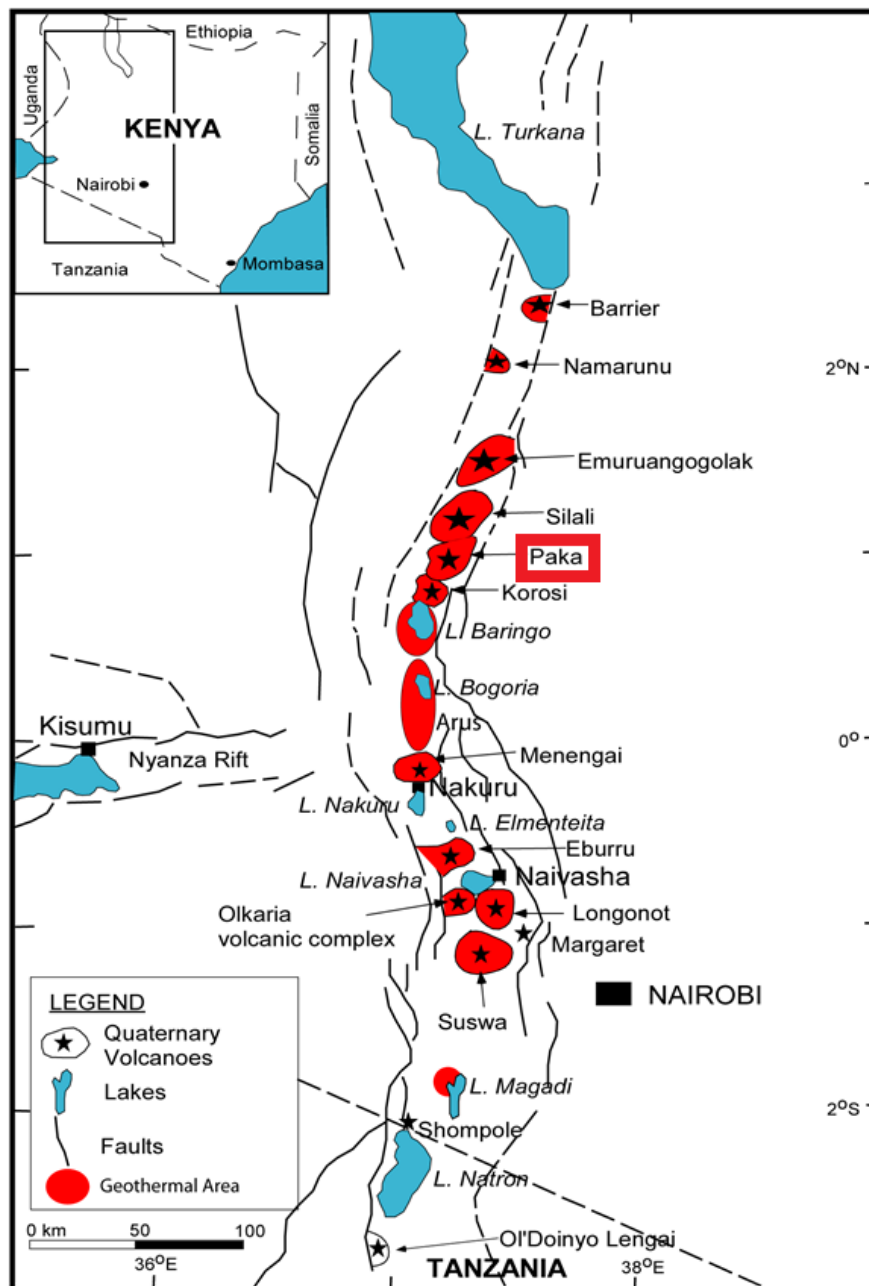 Ethiopia
Uganda
KENYA
Somalia
Nairobi
Tanzania
Mombasa
L. Turkana
Barrier
Namarunu
2ºN
Emuruangogolak
Silali
Paka
Korosi
L. Baringo
L. Bogoria
Arus
Kisumu
0º
Nyanza Rift
Menengai
Nakuru
L. Nakuru
L. Elmenteita
Eburru
L. Naivasha
Naivasha
Olkaria
volcanic complex
Longonot
Margaret
NAIROBI
Suswa
LEGEND
Quaternary
Volcanoes
Lakes
Faults
Geothermal Area
L. Magadi
2ºS
Shompole
L. Natron
0 km 50 100
Ol'Doinyo Lengai
36ºE
TANZANIA
38ºE